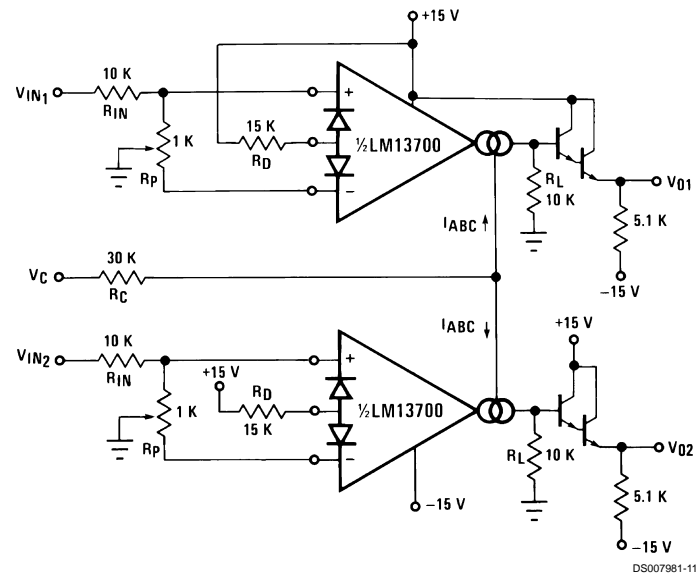 +15 V
10 K
VIN1
RIN
+
1 K
15 K
RD
½LM13700
RP
−
RL
10 K
V01
5.1 K
IABC
−15 V
30 K
VC
RC
IABC
10 K
VIN2
RIN
+15 V
+
+15 V
RD
1 K
15 K
½LM13700
RP
−
RL
10 K
V02
−15 V
5.1 K
−15 V
DS007981-11